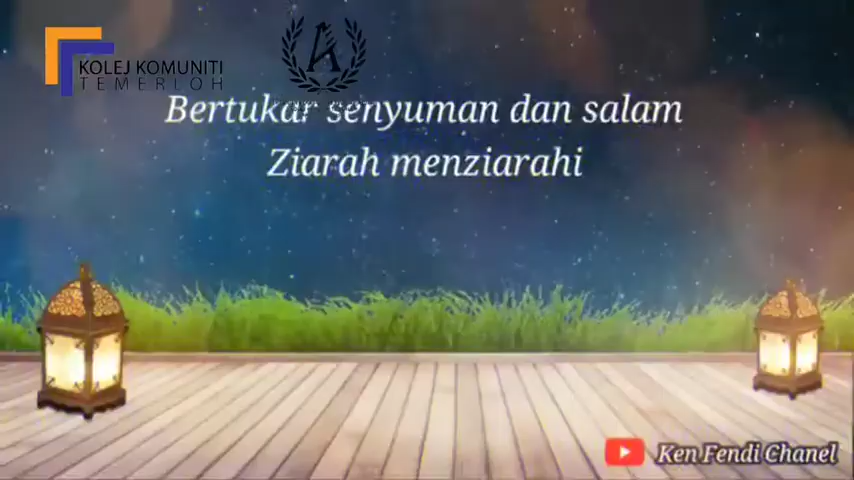 KOLEJ KOMUNITI
TEMERLOH
Bertukar senyuman dan salam
Ziarah menziarahi
Ken Fendi Chanel